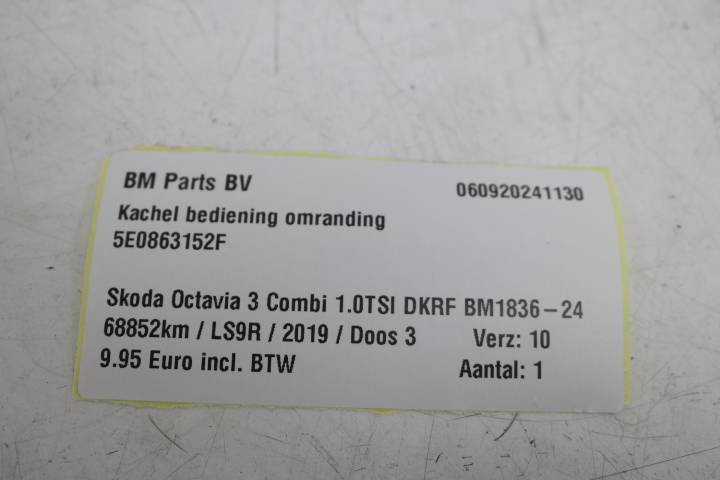 BM Parts BV 060920241130
Kachel bediening omranding
5E0863152F
Skoda Octavia 3 Combi 1.0TSI DKRF BM1836-24
68852km / LS9R / 2019 / Doos 3 Verz: 10
9.95 Euro incl. BTW Aantal: 1